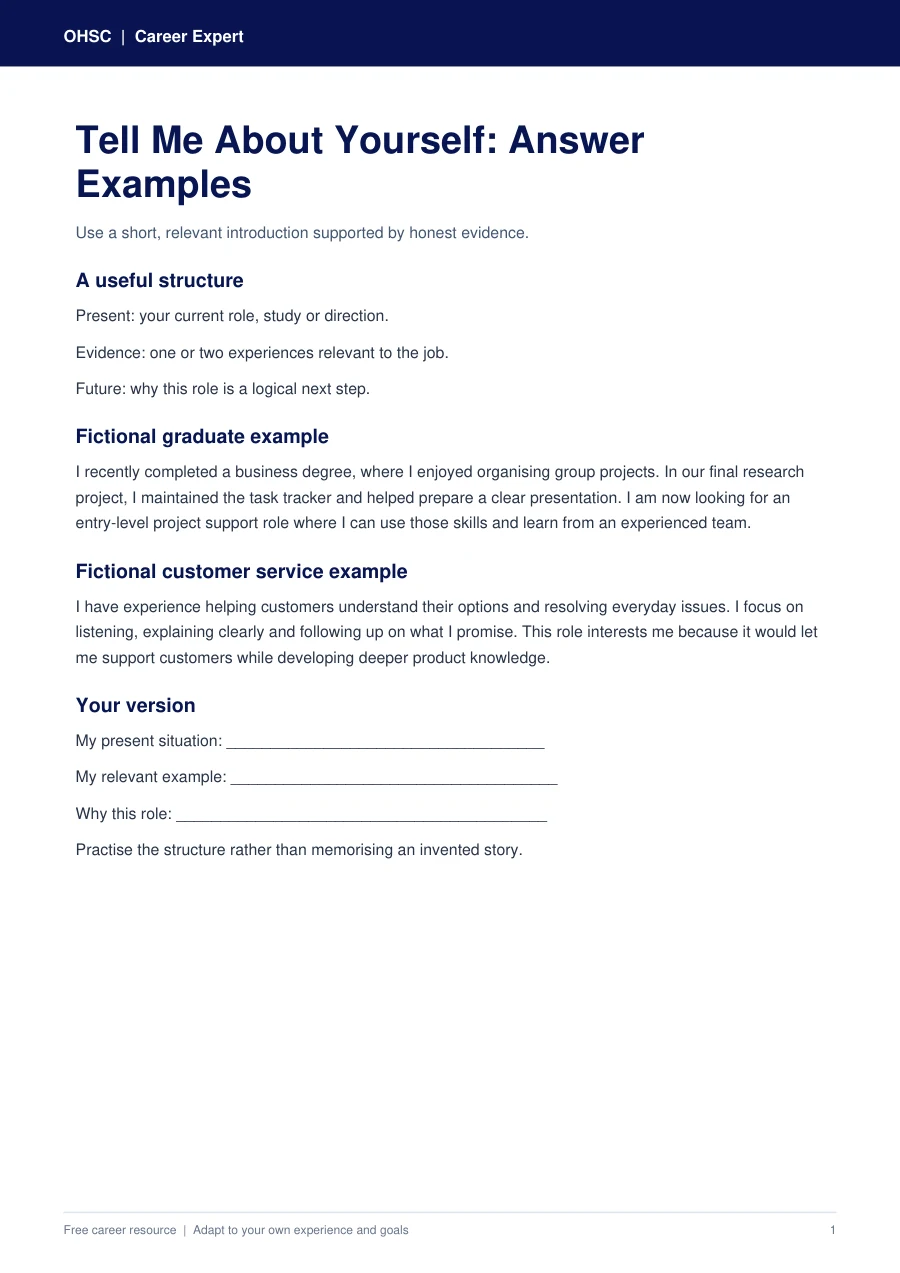 OHSC | Career Expert
Tell Me About Yourself: Answer
Examples
Use a short, relevant introduction supported by honest evidence.
A useful structure
Present: your current role, study or direction.
Evidence: one or two experiences relevant to the job.
Future: why this role is a logical next step.
Fictional graduate example
I recently completed a business degree, where I enjoyed organising group projects. In our final research
project, I maintained the task tracker and helped prepare a clear presentation. I am now looking for an
entry-level project support role where I can use those skills and learn from an experienced team.
Fictional customer service example
I have experience helping customers understand their options and resolving everyday issues. I focus on
listening, explaining clearly and following up on what I promise. This role interests me because it would let
me support customers while developing deeper product knowledge.
Your version
My present situation: ____________________________________
My relevant example: _____________________________________
Why this role: __________________________________________
Practise the structure rather than memorising an invented story.
Free career resource | Adapt to your own experience and goals 1